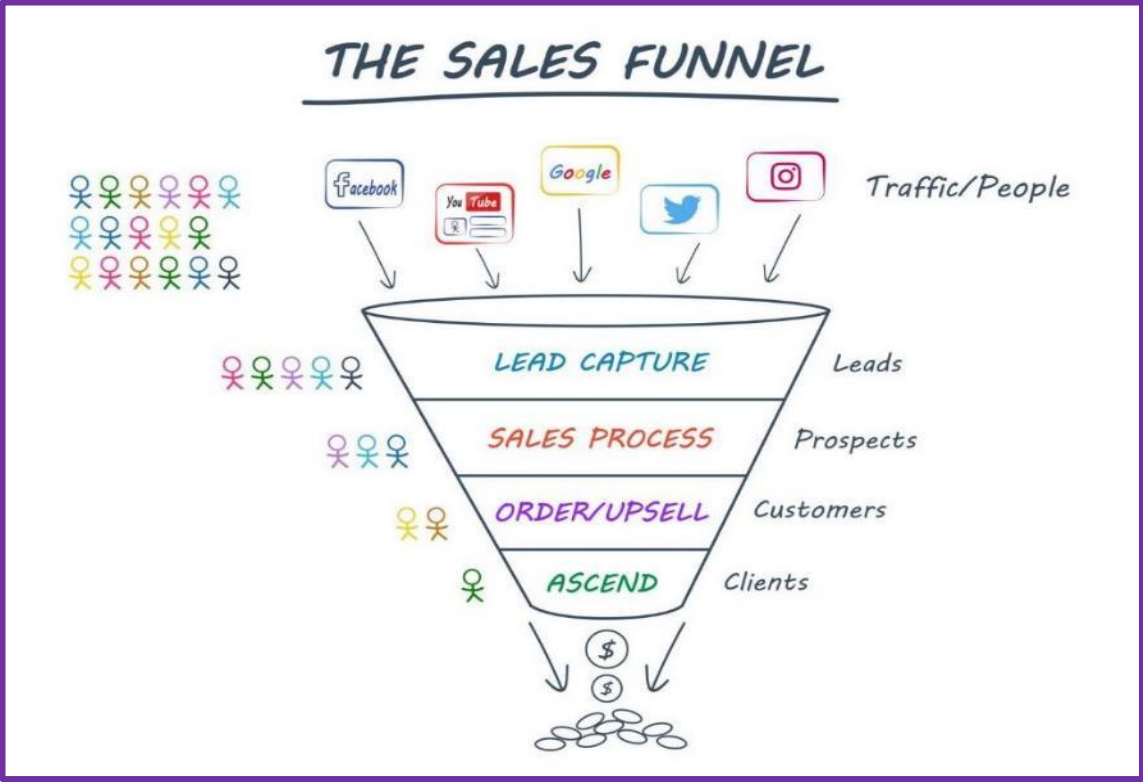 THE SALES FUNNEL
facebook
You Tube
Google
Traffic/People
LEAD CAPTURE
Leads
SALES PROCESS
Prospects
ORDER/UPSELL
Customers
ASCEND
Clients
$
$